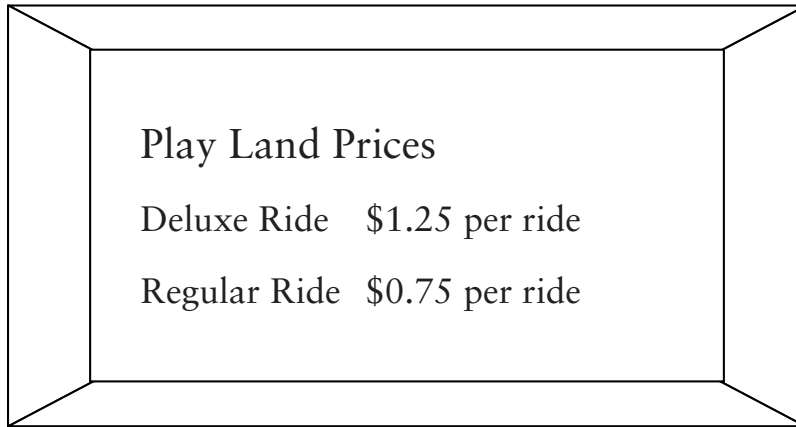 Play Land Prices
Deluxe Ride $1.25 per ride
Regular Ride $0.75 per ride